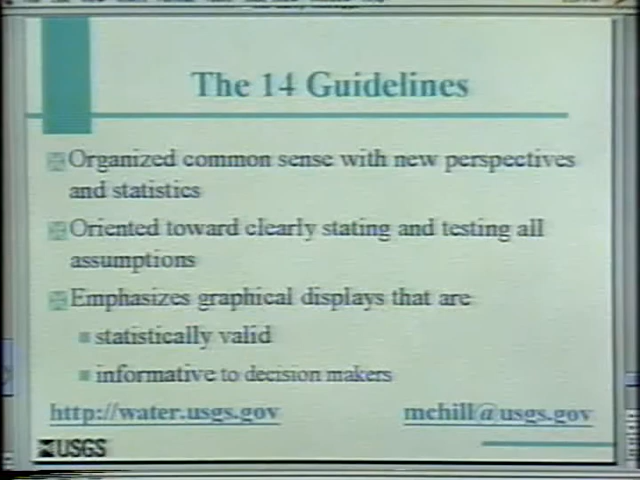 The 14 Guidelines
Organized common sense with new perspectives
and statistics
Oriented toward clearly stating and testing all
assumptions
Emphasizes graphical displays that are
statistically valid
informative to decision makers
http://water.usgs.gov
mchill@usgs.gov
USGS